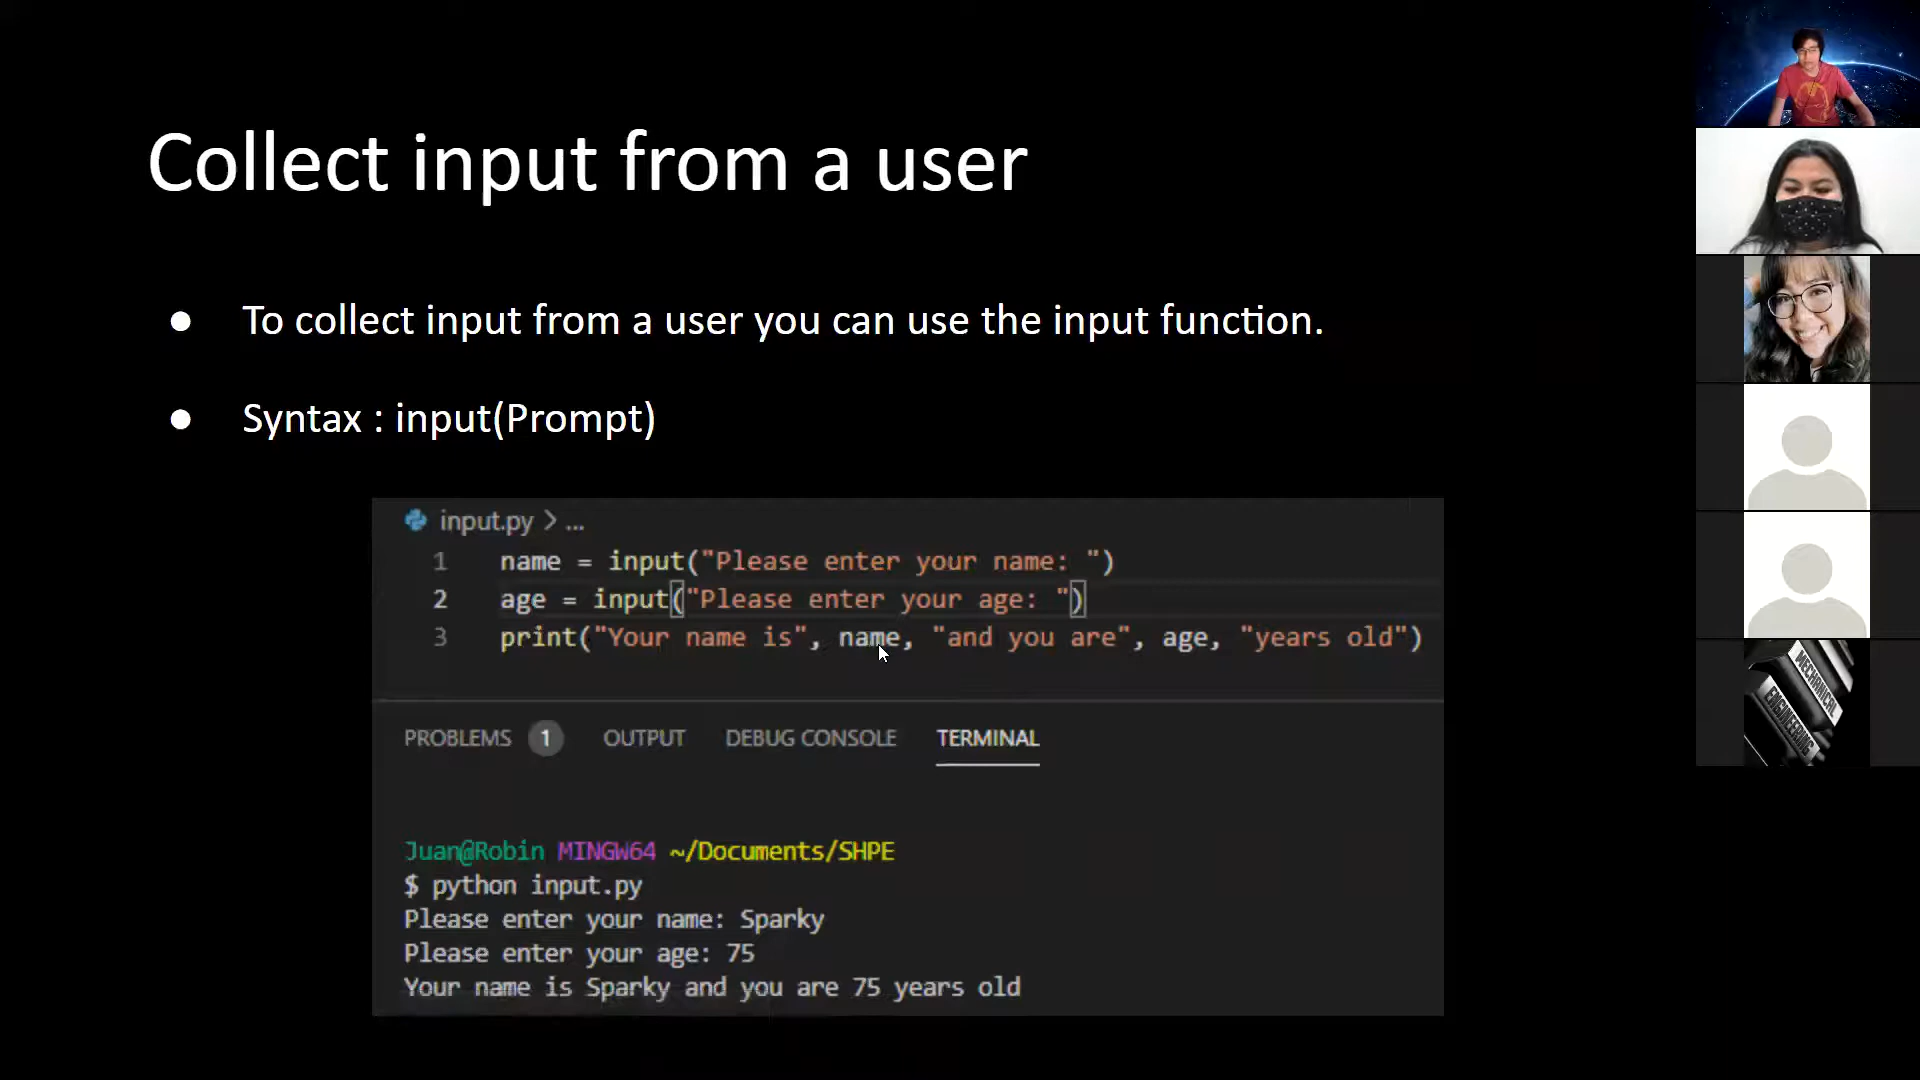 Collect input from a user
● To collect input from a user you can use the input function.
● Syntax : input(Prompt)
input.py > ...
1 name = input("Please enter your name: ")
2 age = input("Please enter your age: ")
3 print("Your name is", name, "and you are", age, "years old")
PROBLEMS 1 OUTPUT DEBUG CONSOLE TERMINAL
Juan@Robin MINGW64 ~/Documents/SHPE
$ python input.py
Please enter your name: Sparky
Please enter your age: 75
Your name is Sparky and you are 75 years old
MECHANICAL
ENGINEERING